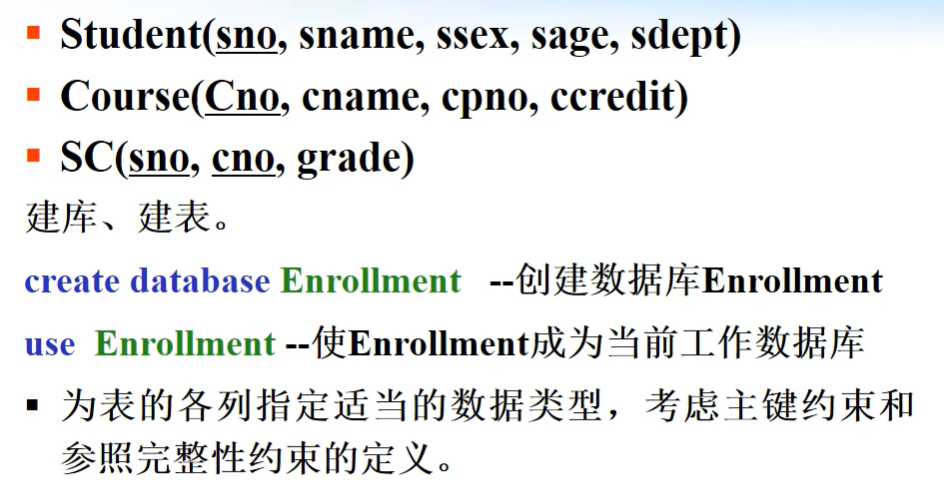 Student(sno, sname, ssex, sage, sdept)
Course(Cno, cname, cpno, ccredit)
SC(sno, cno, grade)
建库、建表。
create database Enrollment --创建数据库Enrollment
use Enrollment --使Enrollment成为当前工作数据库
为表的各列指定适当的数据类型，考虑主键约束和
参照完整性约束的定义。